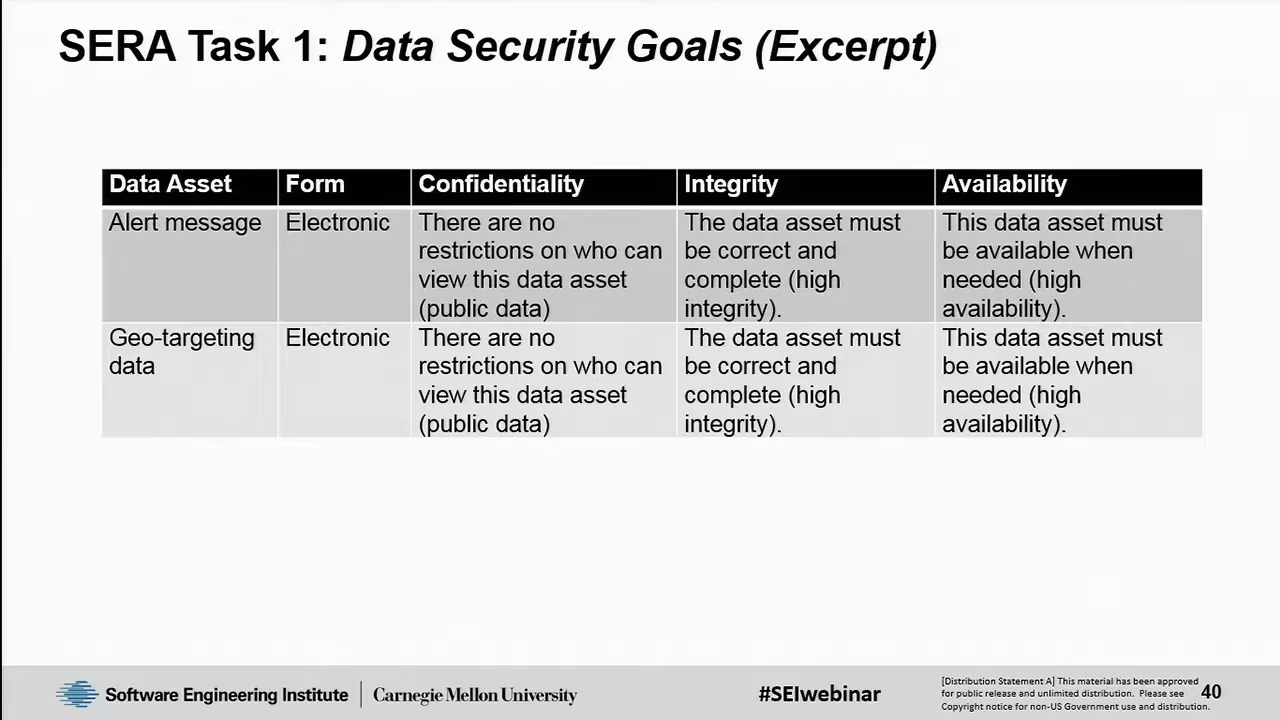 SERA Task 1: Data Security Goals (Excerpt)
Data Asset Form Confidentiality Integrity Availability
Alert message Electronic There are no The data asset must This data asset must
restrictions on who can be correct and be available when
view this data asset complete (high needed (high
(public data) integrity). availability).
Geo-targeting Electronic There are no The data asset must This data asset must
data restrictions on who can be correct and be available when
view this data asset complete (high needed (high
(public data) integrity). availability).
Software Engineering Institute Carnegie Mellon University
#SEIwebinar
[Distribution Statement A] This material has been approved
for public release and unlimited distribution. Please see
Copyright notice for non-US Government use and distribution.
40